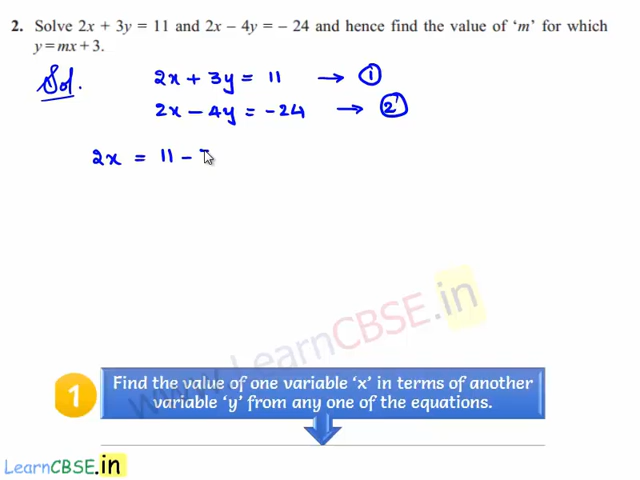 2. Solve 2x + 3y = 11 and 2x – 4y = – 24 and hence find the value of ‘m’ for which
y = mx + 3.
Sol.
2x + 3y = 11 → ①
2x – 4y = –24 → ②
2x = 11 –
www.LearnCBSE.in
1
Find the value of one variable ‘x’ in terms of another
variable ‘y’ from any one of the equations.
LearnCBSE.in